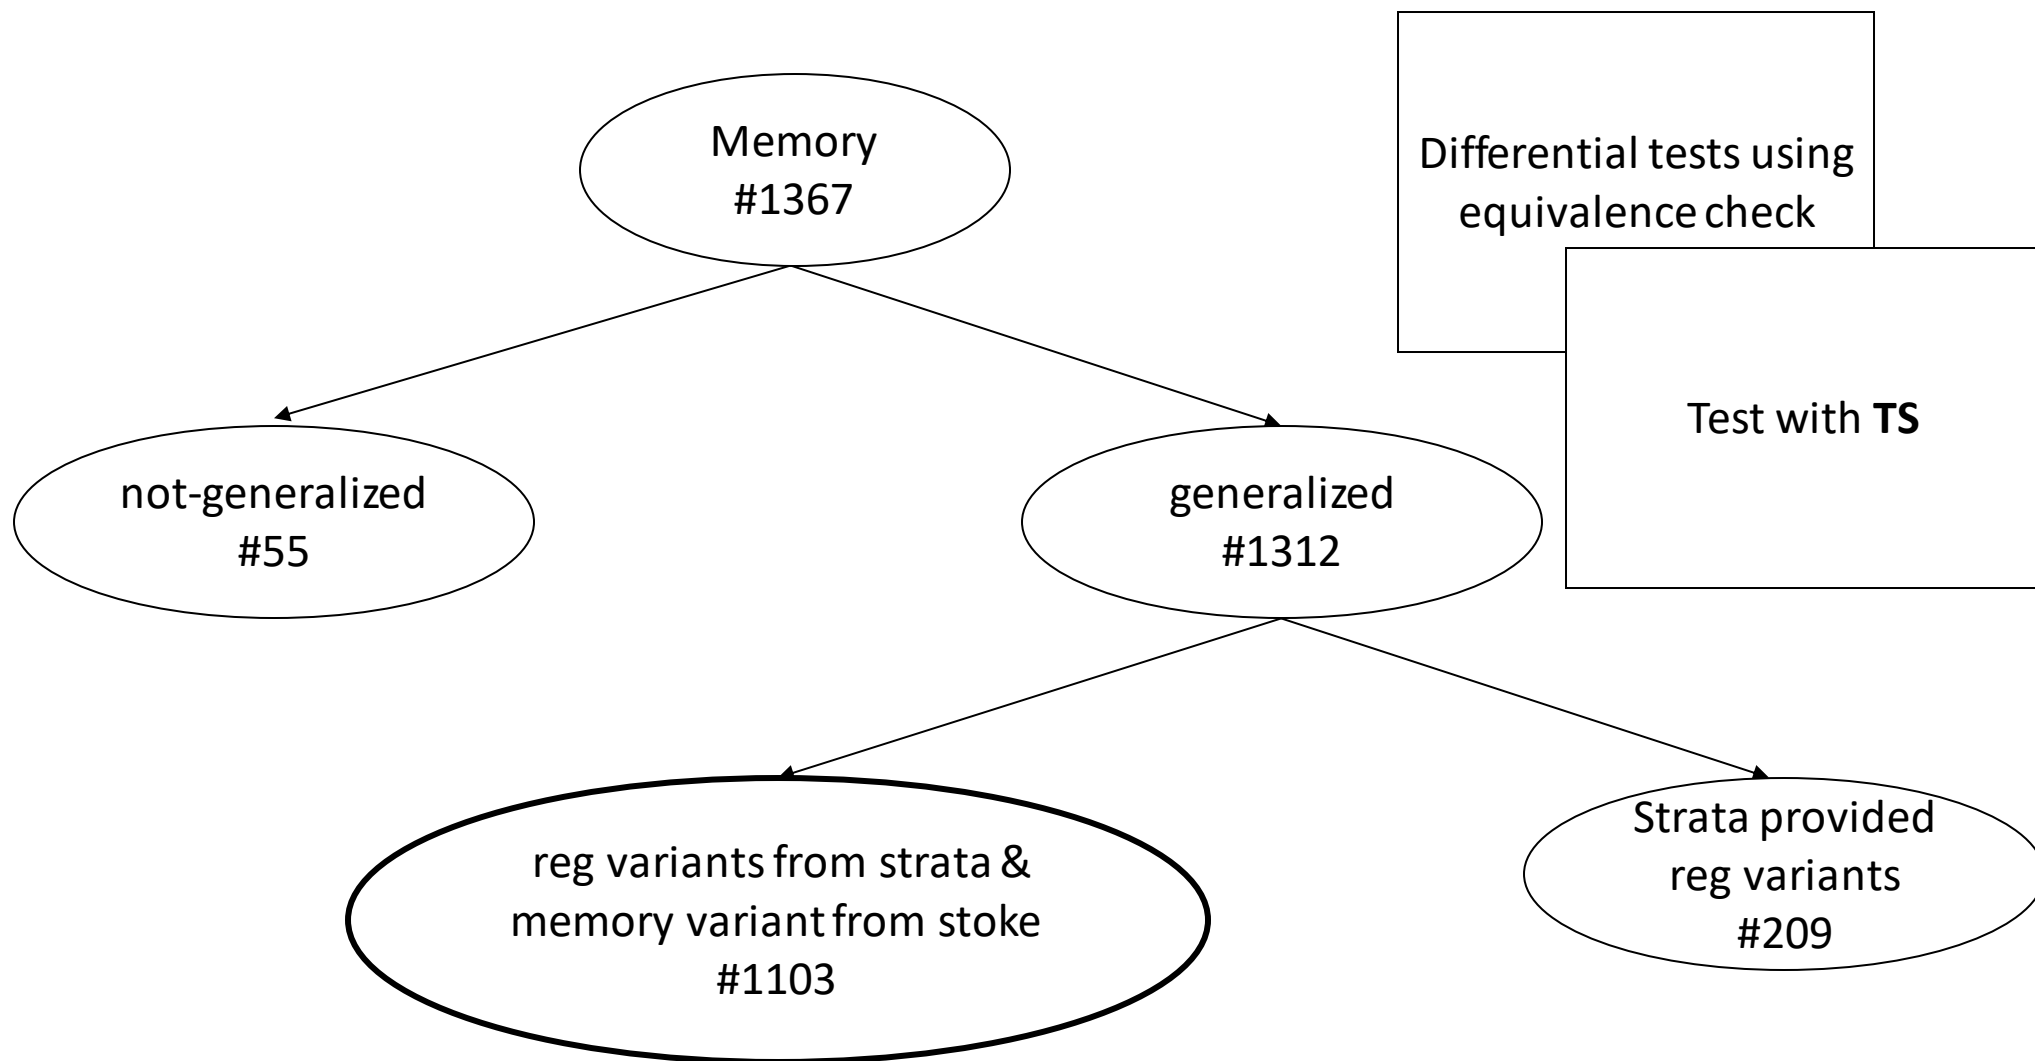 Memory
#1367
Differential tests using
equivalence check
Test with TS
not-generalized
#55
generalized
#1312
reg variants from strata &
memory variant from stoke
#1103
Strata provided
reg variants
#209